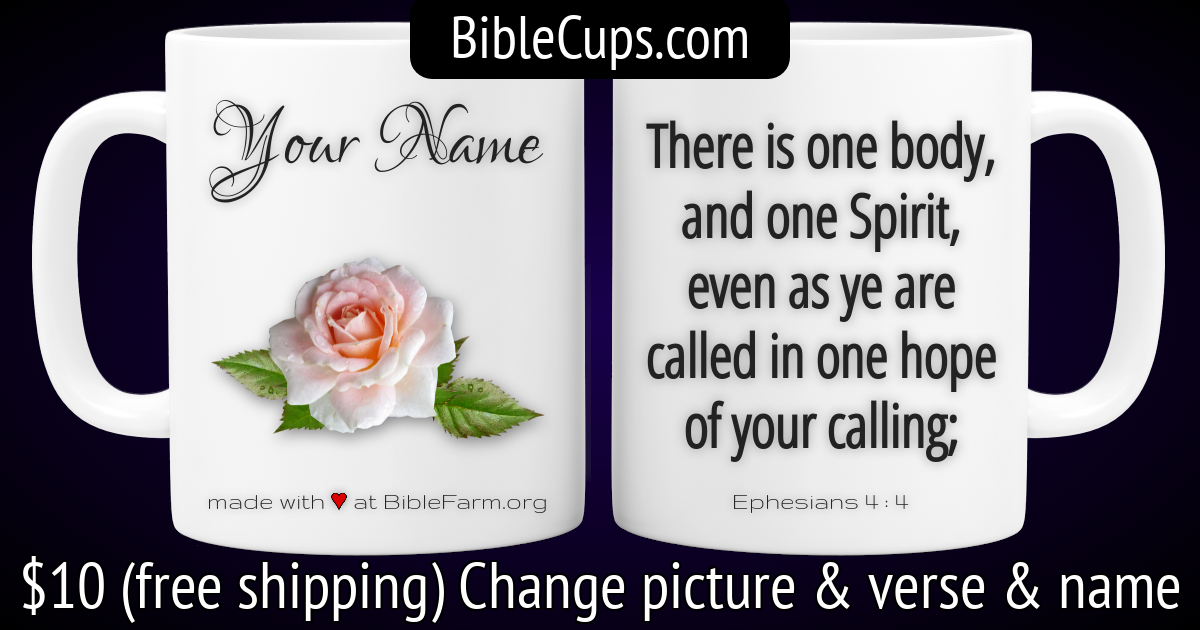 BibleCups.com
Your Name
made with ♥ at BibleFarm.org
There is one body,
and one Spirit,
even as ye are
called in one hope
of your calling;
Ephesians 4:4
$10 (free shipping) Change picture & verse & name